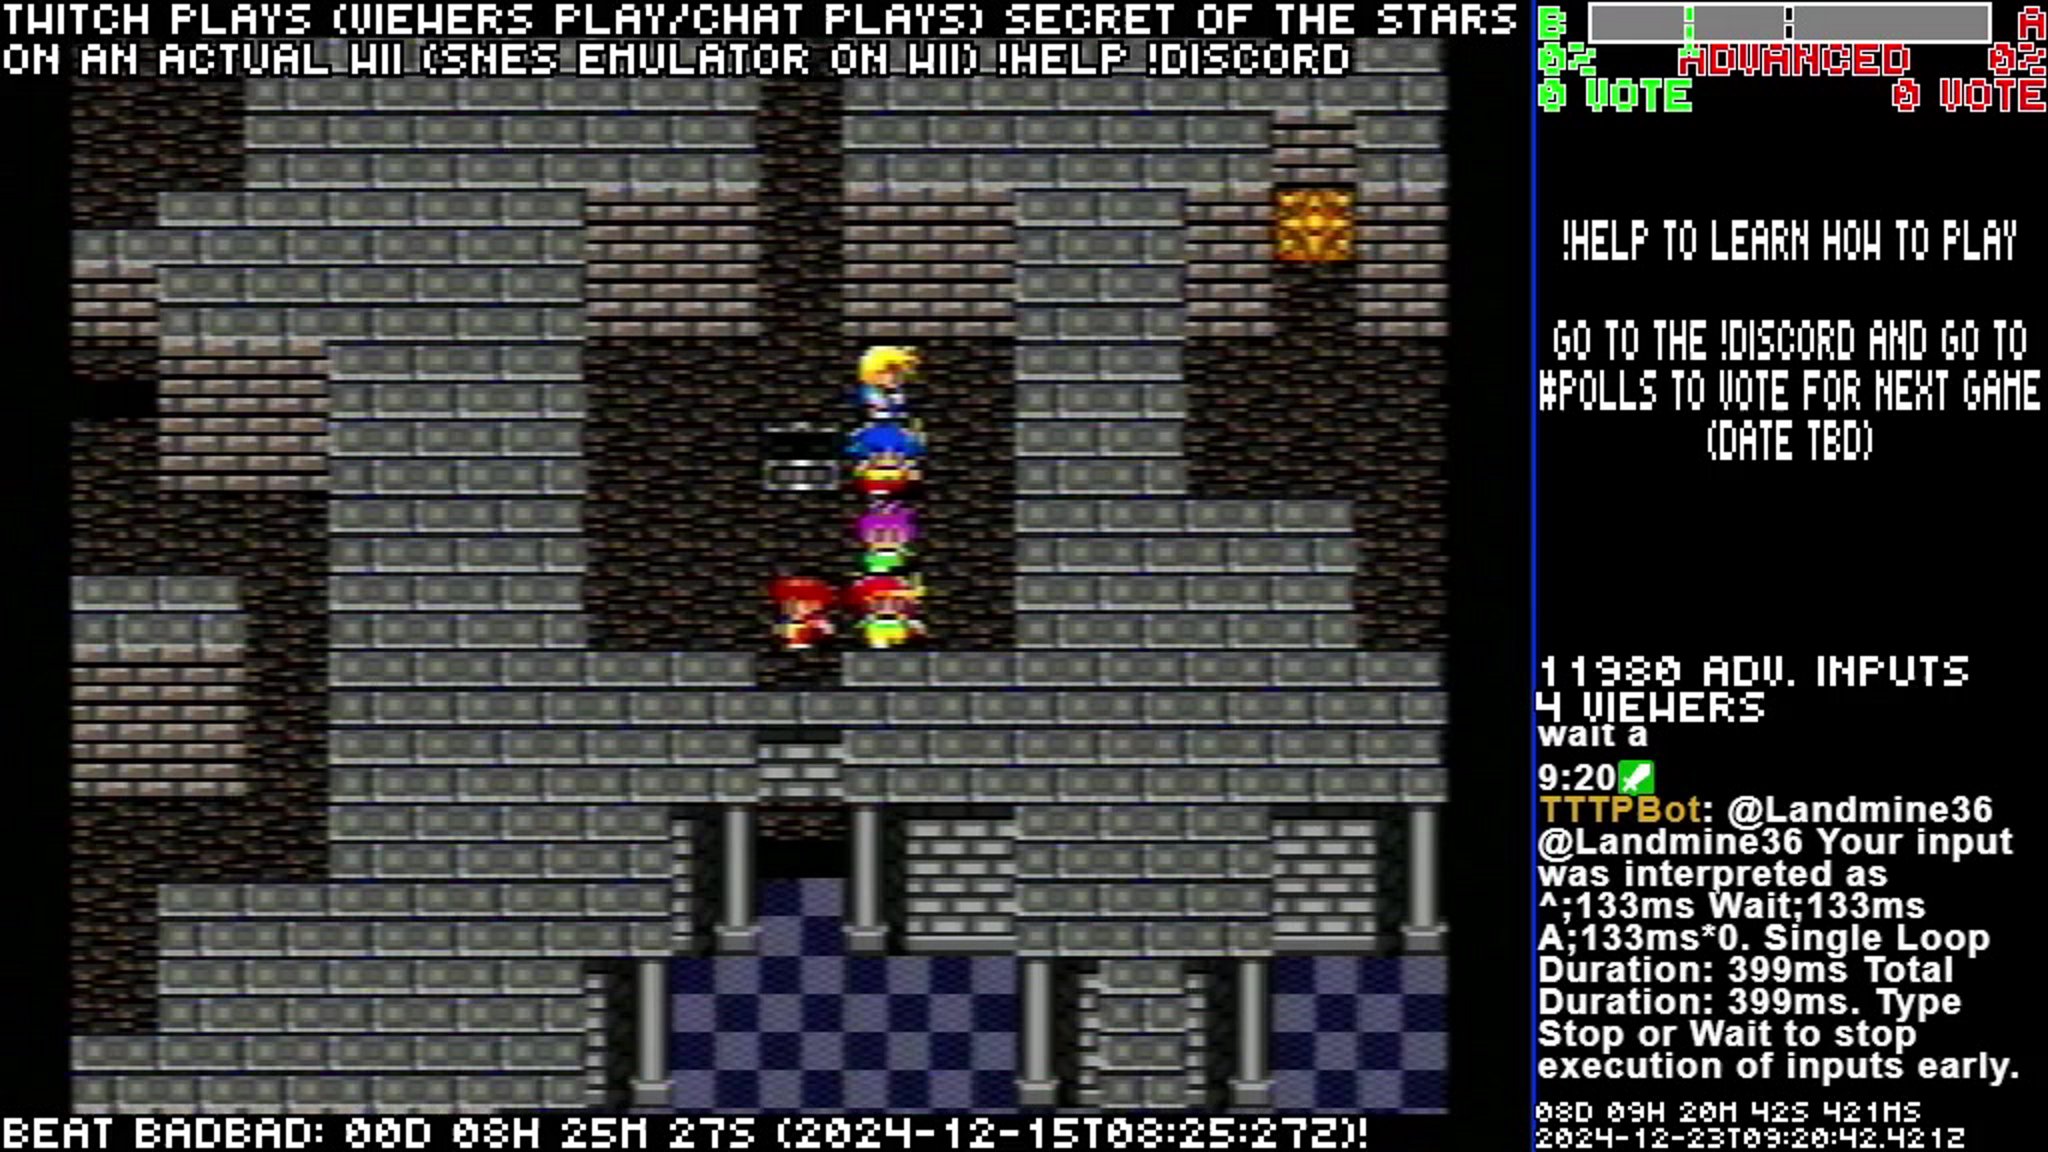 TWITCH PLAYS (VIEWERS PLAY/CHAT PLAYS) SECRET OF THE STARS
ON AN ACTUAL WII (SNES EMULATOR ON WII) !HELP !DISCORD
B A
0% ADVANCED 0%
0 VOTE 0 VOTE
!HELP TO LEARN HOW TO PLAY
GO TO THE !DISCORD AND GO TO
#POLLS TO VOTE FOR NEXT GAME
(DATE TBD)
11980 ADV. INPUTS
4 VIEWERS
wait a
9:20
TTTPBot: @Landmine36
@Landmine36 Your input
was interpreted as
^;133ms Wait;133ms
A;133ms*0. Single Loop
Duration: 399ms Total
Duration: 399ms. Type
Stop or Wait to stop
execution of inputs early.
08D 09H 20M 42S 421MS
2024-12-23T09:20:42.421Z
BEAT BADBAD: 00D 08H 25M 27S (2024-12-15T08:25:27Z)!